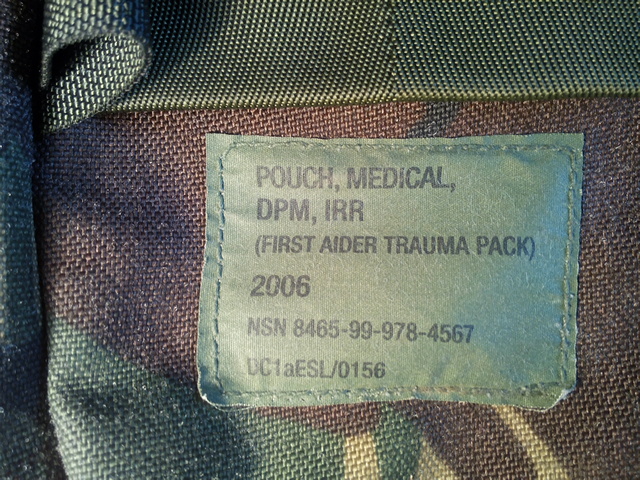 POUCH, MEDICAL,
DPM, IRR
(FIRST AIDER TRAUMA PACK)
2006
NSN 8465-99-978-4567
DC1aESL/0156